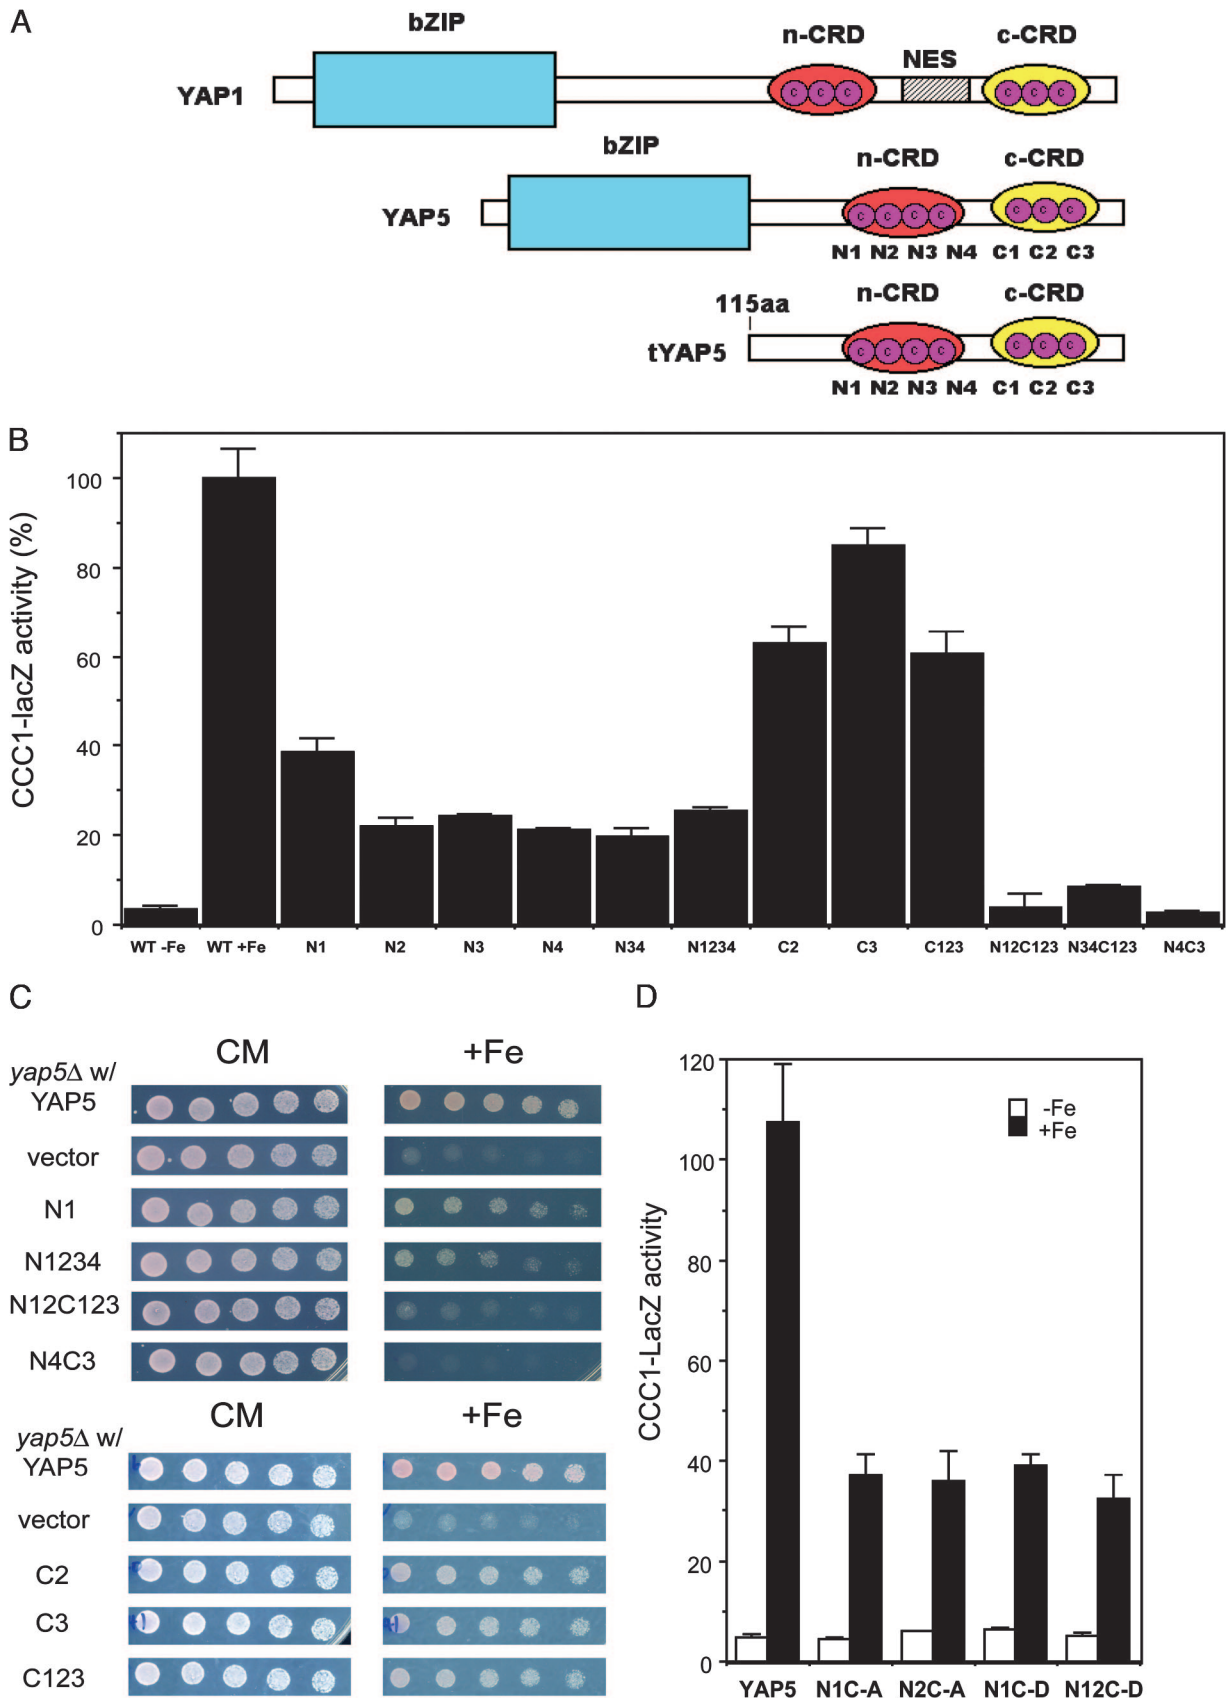 A
bZIP
n-CRD
c-CRD
NES
YAP1
C C C
C C C
bZIP
n-CRD
c-CRD
YAP5
C C C C
C C C
N1 N2 N3 N4 C1 C2 C3
115aa
n-CRD
c-CRD
tYAP5
C C C C
C C C
N1 N2 N3 N4 C1 C2 C3
B
CCC1-lacZ activity (%)
100
80
60
40
20
0
WT -Fe WT +Fe N1 N2 N3 N4 N34 N1234 C2 C3 C123 N12C123 N34C123 N4C3
C
CM +Fe
yap5Δ w/
YAP5
vector
N1
N1234
N12C123
N4C3
CM +Fe
yap5Δ w/
YAP5
vector
C2
C3
C123
D
CCC1-LacZ activity
120
100
80
60
40
20
0
-Fe
+Fe
YAP5 N1C-A N2C-A N1C-D N12C-D